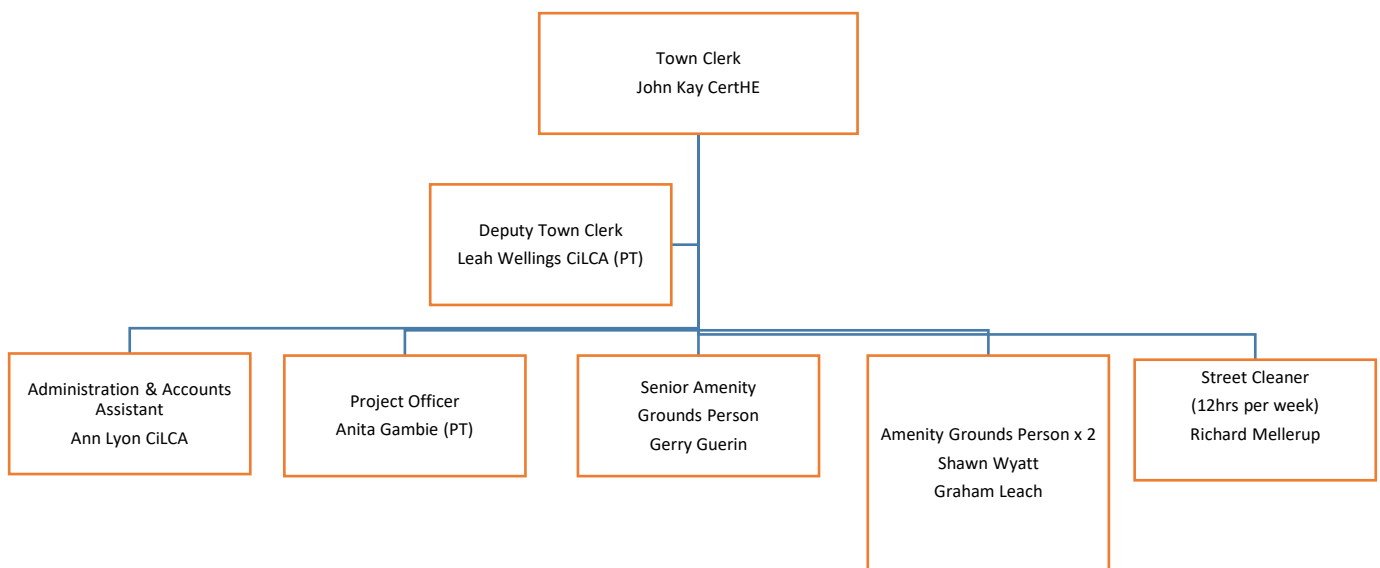 Town Clerk
John Kay CertHE
Deputy Town Clerk
Leah Wellings CiLCA (PT)
Administration & Accounts
Assistant
Ann Lyon CiLCA
Project Officer
Anita Gambie (PT)
Senior Amenity
Grounds Person
Gerry Guerin
Amenity Grounds Person x 2
Shawn Wyatt
Graham Leach
Street Cleaner
(12hrs per week)
Richard Mellerup